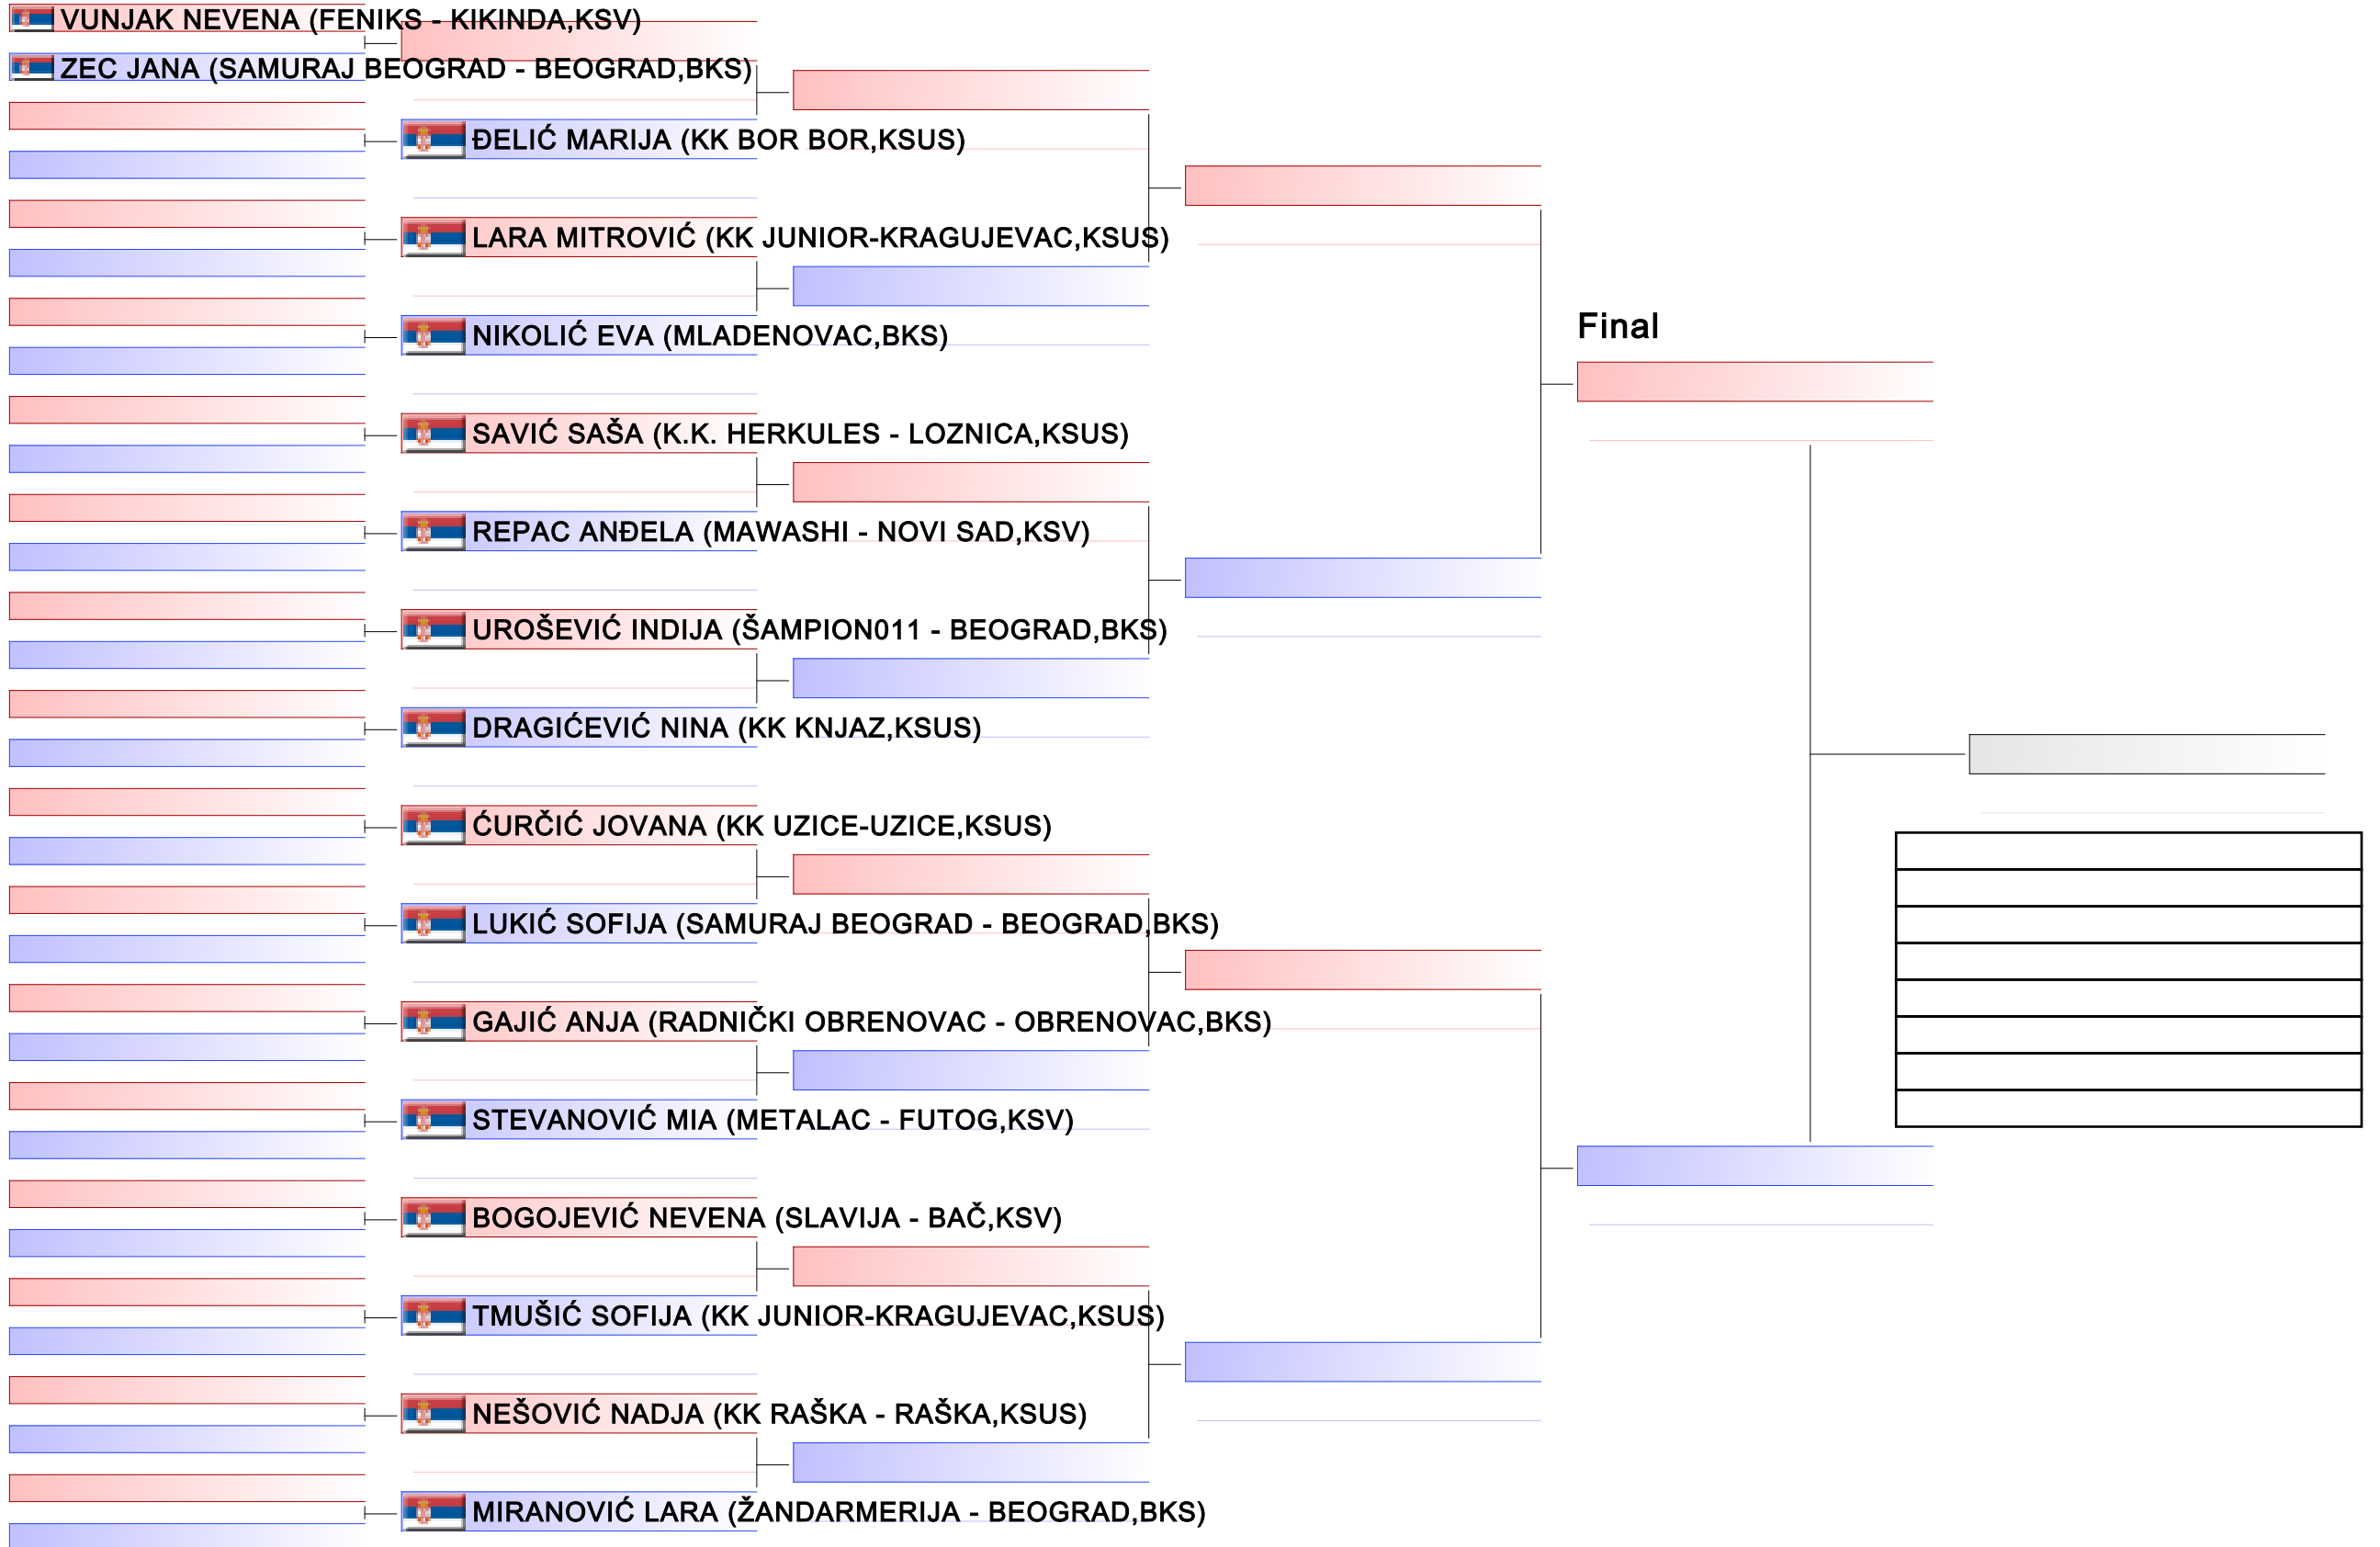 VUNJAK NEVENA (FENIKS - KIKINDA,KSV)
ZEC JANA (SAMURAJ BEOGRAD - BEOGRAD,BKS)
ĐELIĆ MARIJA (KK BOR BOR,KSUS)
LARA MITROVIĆ (KK JUNIOR-KRAGUJEVAC,KSUS)
NIKOLIĆ EVA (MLADENOVAC,BKS)
Final
SAVIĆ SAŠA (K.K. HERKULES - LOZNICA,KSUS)
REPAC ANĐELA (MAWASHI - NOVI SAD,KSV)
UROŠEVIĆ INDIJA (ŠAMPION011 - BEOGRAD,BKS)
DRAGIĆEVIĆ NINA (KK KNJAZ,KSUS)
ĆURČIĆ JOVANA (KK UZICE-UZICE,KSUS)
LUKIĆ SOFIJA (SAMURAJ BEOGRAD - BEOGRAD,BKS)
GAJIĆ ANJA (RADNIČKI OBRENOVAC - OBRENOVAC,BKS)
STEVANOVIĆ MIA (METALAC - FUTOG,KSV)
BOGOJEVIĆ NEVENA (SLAVIJA - BAČ,KSV)
TMUŠIĆ SOFIJA (KK JUNIOR-KRAGUJEVAC,KSUS)
NEŠOVIĆ NADJA (KK RAŠKA - RAŠKA,KSUS)
MIRANOVIĆ LARA (ŽANDARMERIJA - BEOGRAD,BKS)